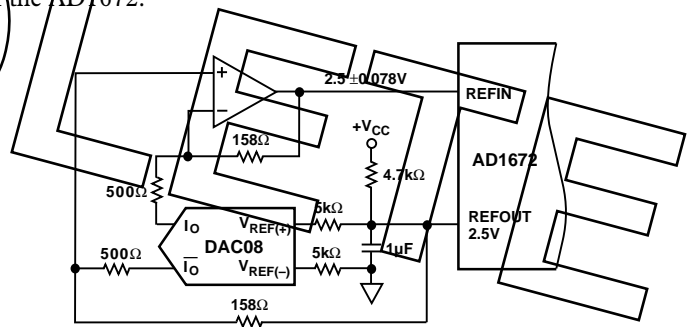 the AD1672.
2.5 ±0.078V
REFIN
+
–
158Ω
+VCC
AD1672
4.7kΩ
500Ω
5kΩ
REFOUT
2.5V
IO
VREF(+)
DAC08
1µF
500Ω
IO
VREF(–)
5kΩ
158Ω